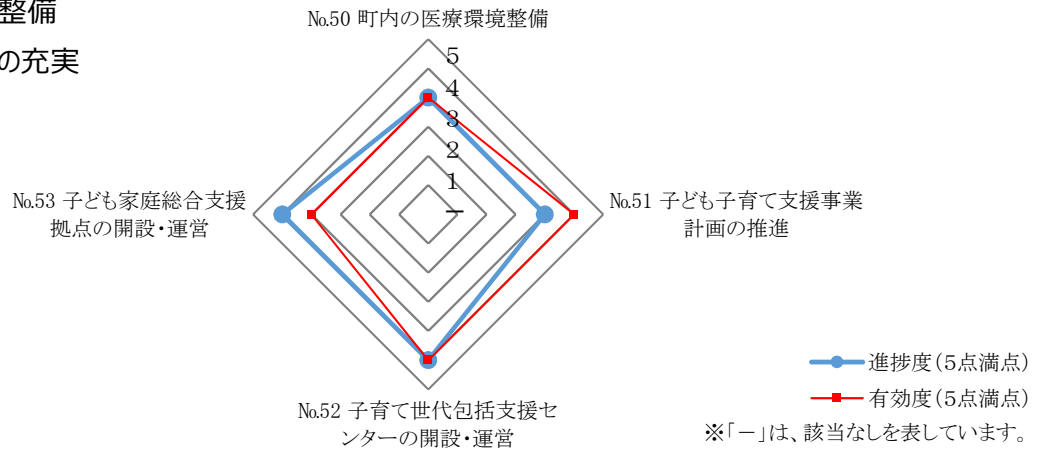 整備
の充実
№50 町内の医療環境整備
5
4
3
2
1
－
№51 子ども子育て支援事業
計画の推進
№53 子ども家庭総合支援
拠点の開設・運営
№52 子育て世代包括支援セ
ンターの開設・運営
進捗度（5点満点）
有効度（5点満点）
※「－」は、該当なしを表しています。